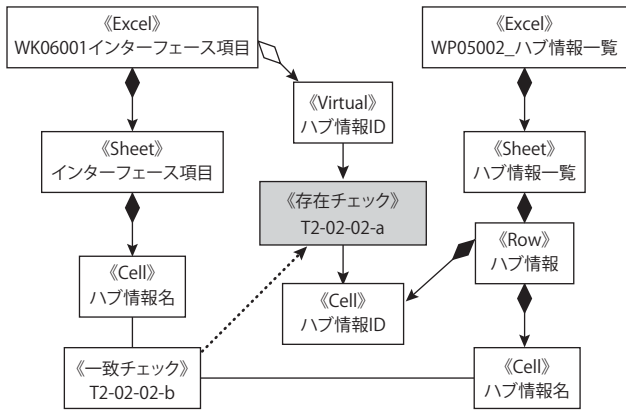 《Excel》
WK06001インターフェース項目
《Excel》
WP05002_ハブ情報一覧
《Virtual》
ハブ情報ID
《Sheet》
インターフェース項目
《Sheet》
ハブ情報一覧
《存在チェック》
T2-02-02-a
《Row》
ハブ情報
《Cell》
ハブ情報名
《Cell》
ハブ情報ID
《一致チェック》
T2-02-02-b
《Cell》
ハブ情報名